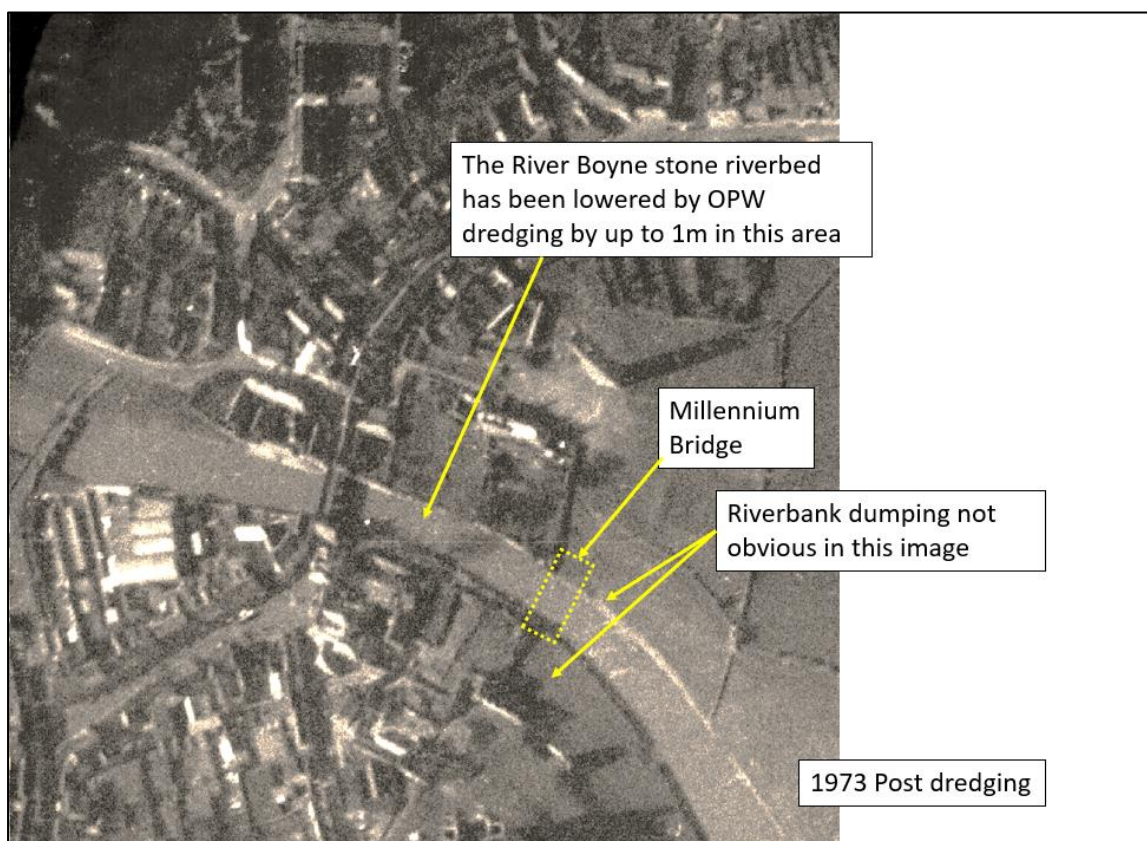 The River Boyne stone riverbed
has been lowered by OPW
dredging by up to 1m in this area
Millennium
Bridge
Riverbank dumping not
obvious in this image
1973 Post dredging